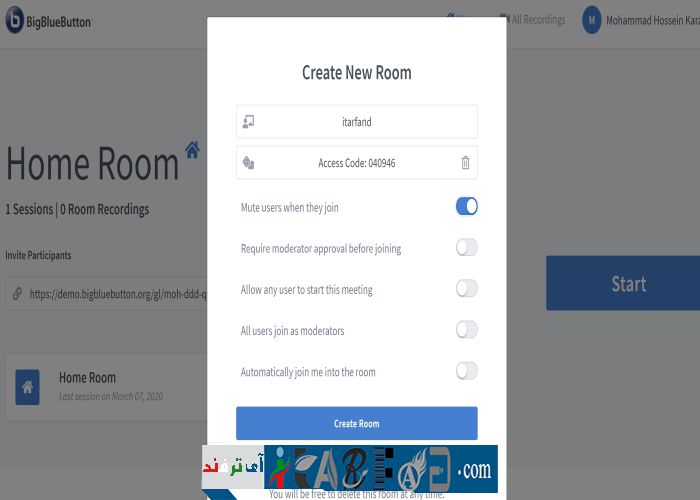 BigBlueButton
Home
All Recordings
M
Mohammad Hossein Kara
Create New Room
itarfand
Access Code: 040946
Mute users when they join
Require moderator approval before joining
Allow any user to start this meeting
All users join as moderators
Automatically join me into the room
Create Room
Home Room
1 Sessions | 0 Room Recordings
Invite Participants
https://demo.bigbluebutton.org/gl/moh-ddd-q
Start
Home Room
Last session on March 07, 2020
آی ترفند
.com
You will be free to delete this room at any time.